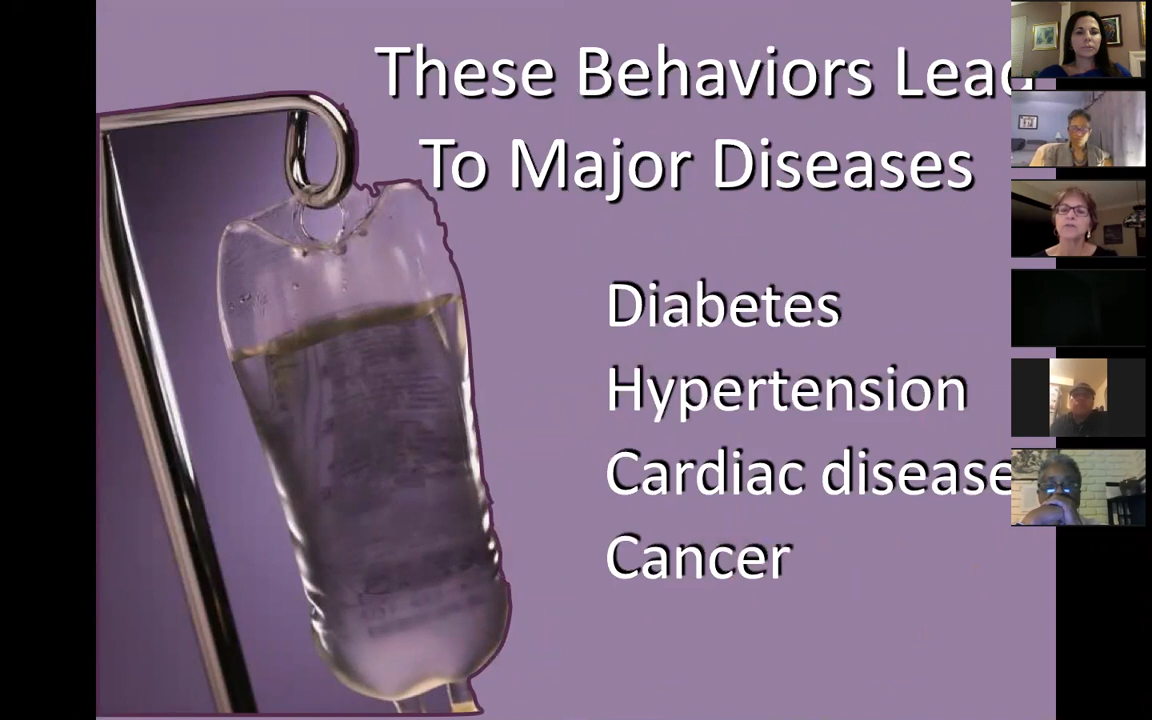 These Behaviors Lead
To Major Diseases
Diabetes
Hypertension
Cardiac disease
Cancer